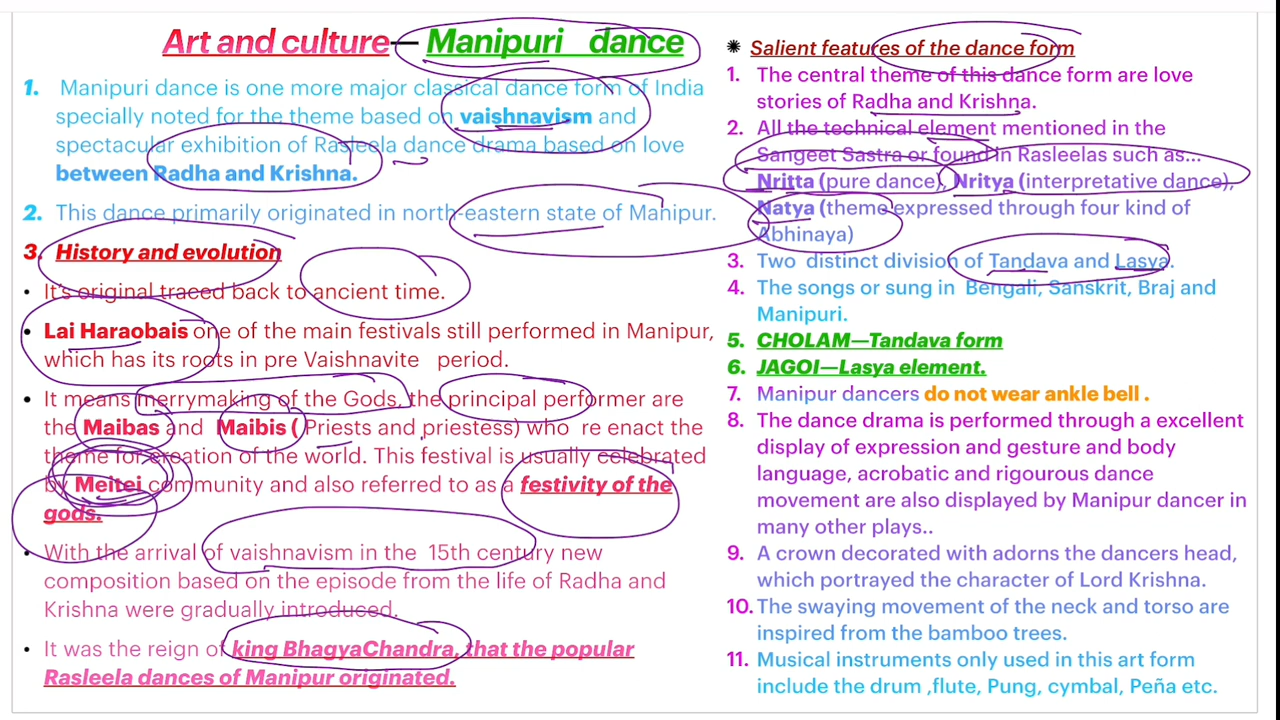 Art and culture— Manipuri dance
1. Manipuri dance is one more major classical dance form of India
specially noted for the theme based on vaishnavism and
spectacular exhibition of Rasleela dance drama based on love
between Radha and Krishna.
2. This dance primarily originated in north-eastern state of Manipur.
3. History and evolution
• It's original traced back to ancient time.
• Lai Haraobais one of the main festivals still performed in Manipur,
which has its roots in pre Vaishnavite period.
• It means merrymaking of the Gods, the principal performer are
the Maibas and Maibis ( Priests and priestess) who re enact the
theme for creation of the world. This festival is usually celebrated
by Meitei community and also referred to as a festivity of the
gods.
• With the arrival of vaishnavism in the 15th century new
composition based on the episode from the life of Radha and
Krishna were gradually introduced.
• It was the reign of king BhagyaChandra, that the popular
Rasleela dances of Manipur originated.
✷ Salient features of the dance form
1. The central theme of this dance form are love
stories of Radha and Krishna.
2. All the technical element mentioned in the
Sangeet Sastra or found in Rasleelas such as...
Nritta (pure dance), Nritya (interpretative dance),
Natya (theme expressed through four kind of
Abhinaya)
3. Two distinct division of Tandava and Lasya.
4. The songs or sung in Bengali, Sanskrit, Braj and
Manipuri.
5. CHOLAM—Tandava form
6. JAGOI—Lasya element.
7. Manipur dancers do not wear ankle bell .
8. The dance drama is performed through a excellent
display of expression and gesture and body
language, acrobatic and rigourous dance
movement are also displayed by Manipur dancer in
many other plays..
9. A crown decorated with adorns the dancers head,
which portrayed the character of Lord Krishna.
10. The swaying movement of the neck and torso are
inspired from the bamboo trees.
11. Musical instruments only used in this art form
include the drum ,flute, Pung, cymbal, Peña etc.